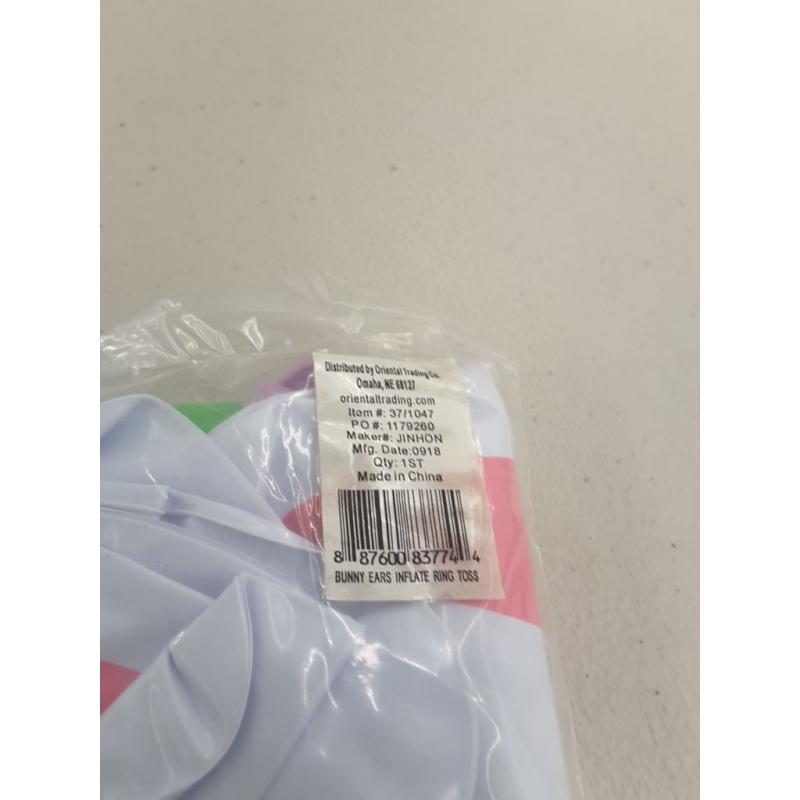 Distributed by Oriental Trading Co.
Omaha, NE 68127
orientaltrading.com
Item #: 37/1047
PO #: 1179260
Maker#: JINHON
Mfg. Date:0918
Qty: 1ST
Made in China
8 87600 83774 4
BUNNY EARS INFLATE RING TOSS